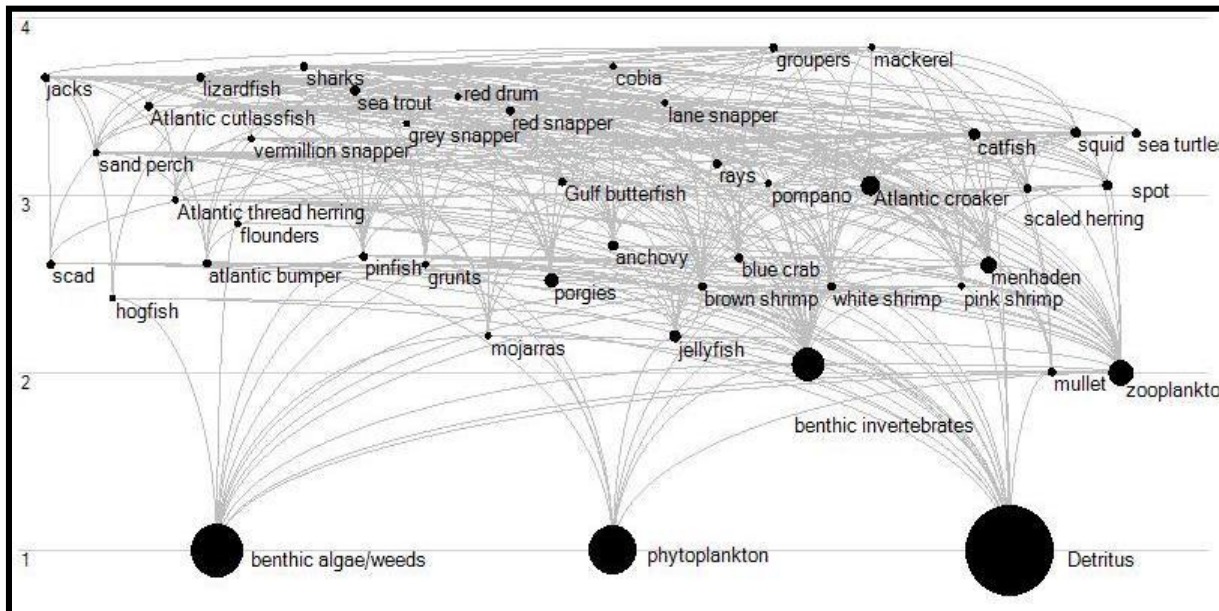 4
groupers
mackerel
jacks
lizardfish
sharks
cobia
sea trout
red drum
lane snapper
Atlantic cutlassfish
grey snapper
red snapper
vermillion snapper
catfish
squid
sea turtles
sand perch
rays
Gulf butterfish
pompano
Atlantic croaker
spot
3
Atlantic thread herring
scaled herring
flounders
anchovy
scad
atlantic bumper
pinfish
grunts
blue crab
menhaden
porgies
brown shrimp
white shrimp
pink shrimp
hogfish
mojarras
jellyfish
2
mullet
zooplankto
benthic invertebrates
1
benthic algae/weeds
phytoplankton
Detritus